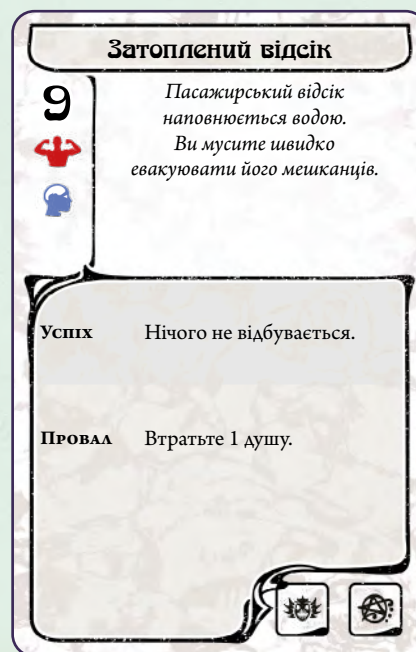 Затоплений відсік
9
Пасажирський відсік
наповнюється водою.
Ви мусите швидко
евакуювати його мешканців.
Успіх Нічого не відбувається.
Провал Втратьте 1 душу.